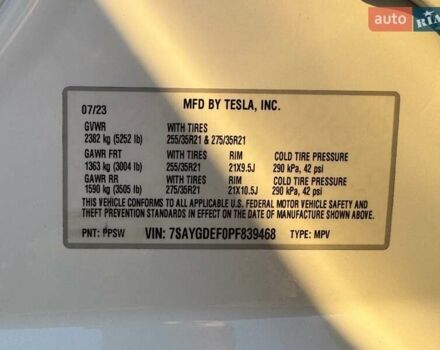 auto RIA
07/23 MFD BY TESLA, INC.
GVWR WITH TIRES
2382 kg (5252 lb) 255/35R21 & 275/35R21
GAWR FRT WITH TIRES RIM COLD TIRE PRESSURE
1363 kg (3004 lb) 255/35R21 21X9.5J 290 kPa, 42 psi
GAWR RR WITH TIRES RIM COLD TIRE PRESSURE
1590 kg (3505 lb) 275/35R21 21X10.5J 290 kPa, 42 psi
THIS VEHICLE CONFORMS TO ALL APPLICABLE U.S. FEDERAL MOTOR VEHICLE SAFETY
AND THEFT PREVENTION STANDARDS IN EFFECT ON THE DATE OF MANUFACTURE SHOWN ABOVE.
PNT: PPSW VIN: 7SAYGDEF0PF839468 TYPE: MPV